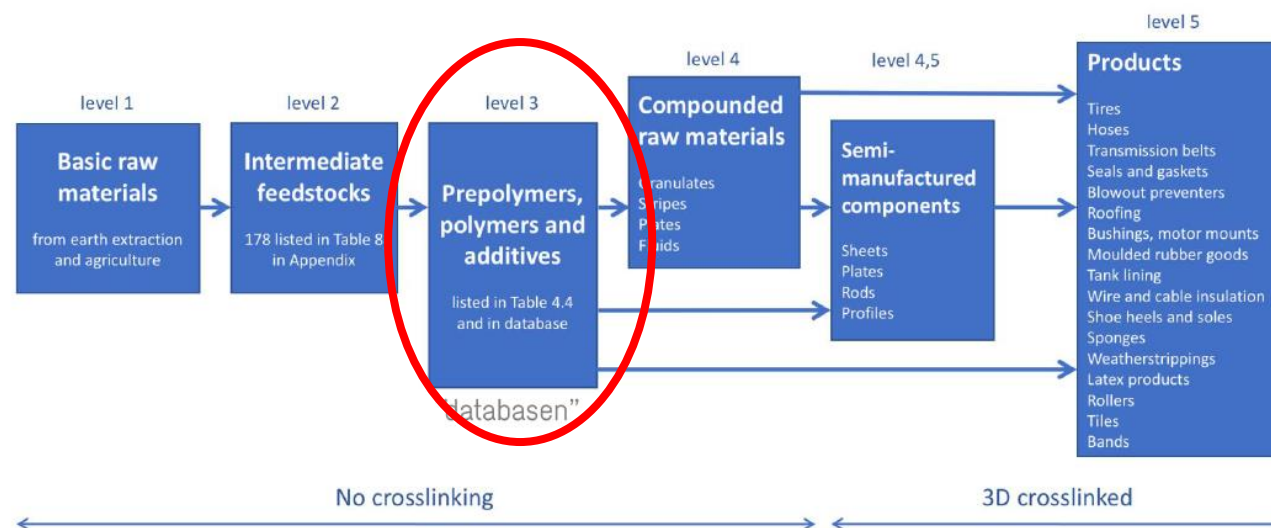 level 1
Basic raw
materials
from earth extraction
and agriculture
level 2
Intermediate
feedstocks
178 listed in Table 8
in Appendix
level 3
Prepolymers,
polymers and
additives
listed in Table 4.4
and in database
databasen”
level 4
Compounded
raw materials
Granulates
Stripes
Plates
Fluids
level 4,5
Semi-
manufactured
components
Sheets
Plates
Rods
Profiles
level 5
Products
Tires
Hoses
Transmission belts
Seals and gaskets
Blowout preventers
Roofing
Bushings, motor mounts
Moulded rubber goods
Tank lining
Wire and cable insulation
Shoe heels and soles
Sponges
Weatherstrippings
Latex products
Rollers
Tiles
Bands
No crosslinking
3D crosslinked